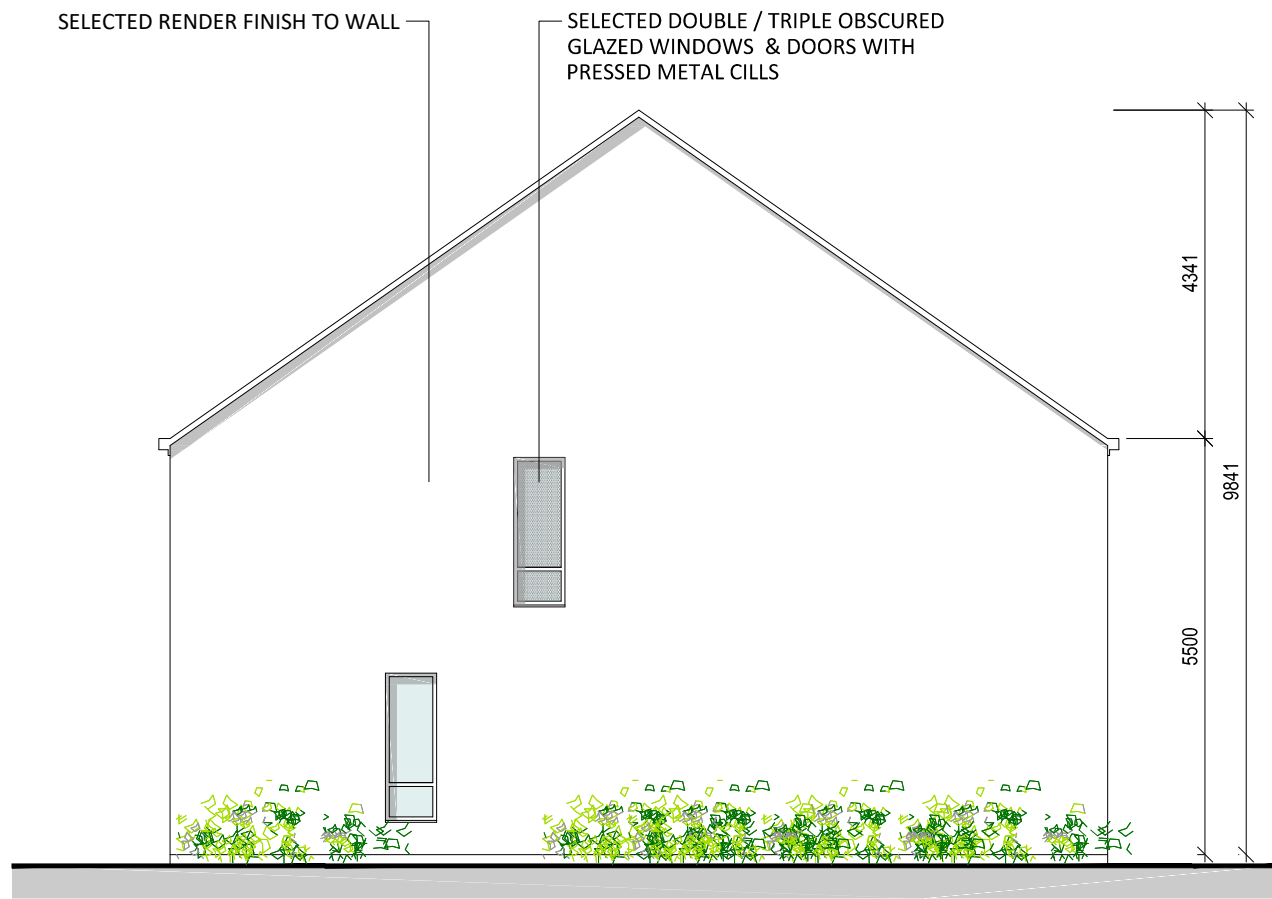 SELECTED RENDER FINISH TO WALL
SELECTED DOUBLE / TRIPLE OBSCURED
GLAZED WINDOWS & DOORS WITH
PRESSED METAL CILLS
4341
9841
5500